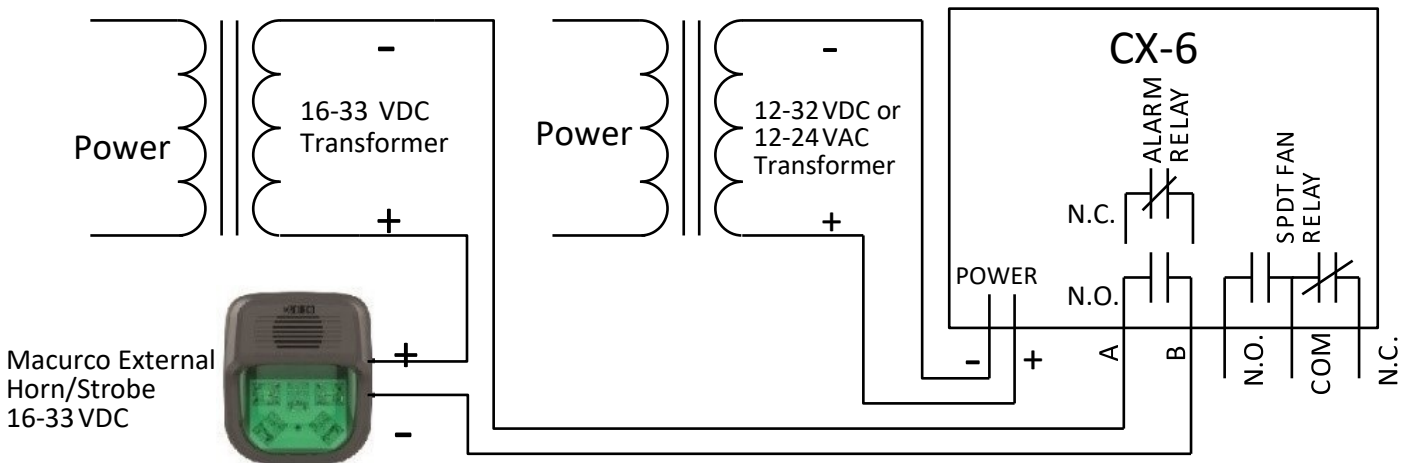 Power
-
16-33 VDC
Transformer
+
Power
-
12-32 VDC or
12-24 VAC
Transformer
+
CX-6
ALARM
RELAY
N.C.
N.O.
SPDT FAN
RELAY
POWER
-
+
A
B
N.O.
COM
N.C.
Macurco External
Horn/Strobe
16-33 VDC
+
-